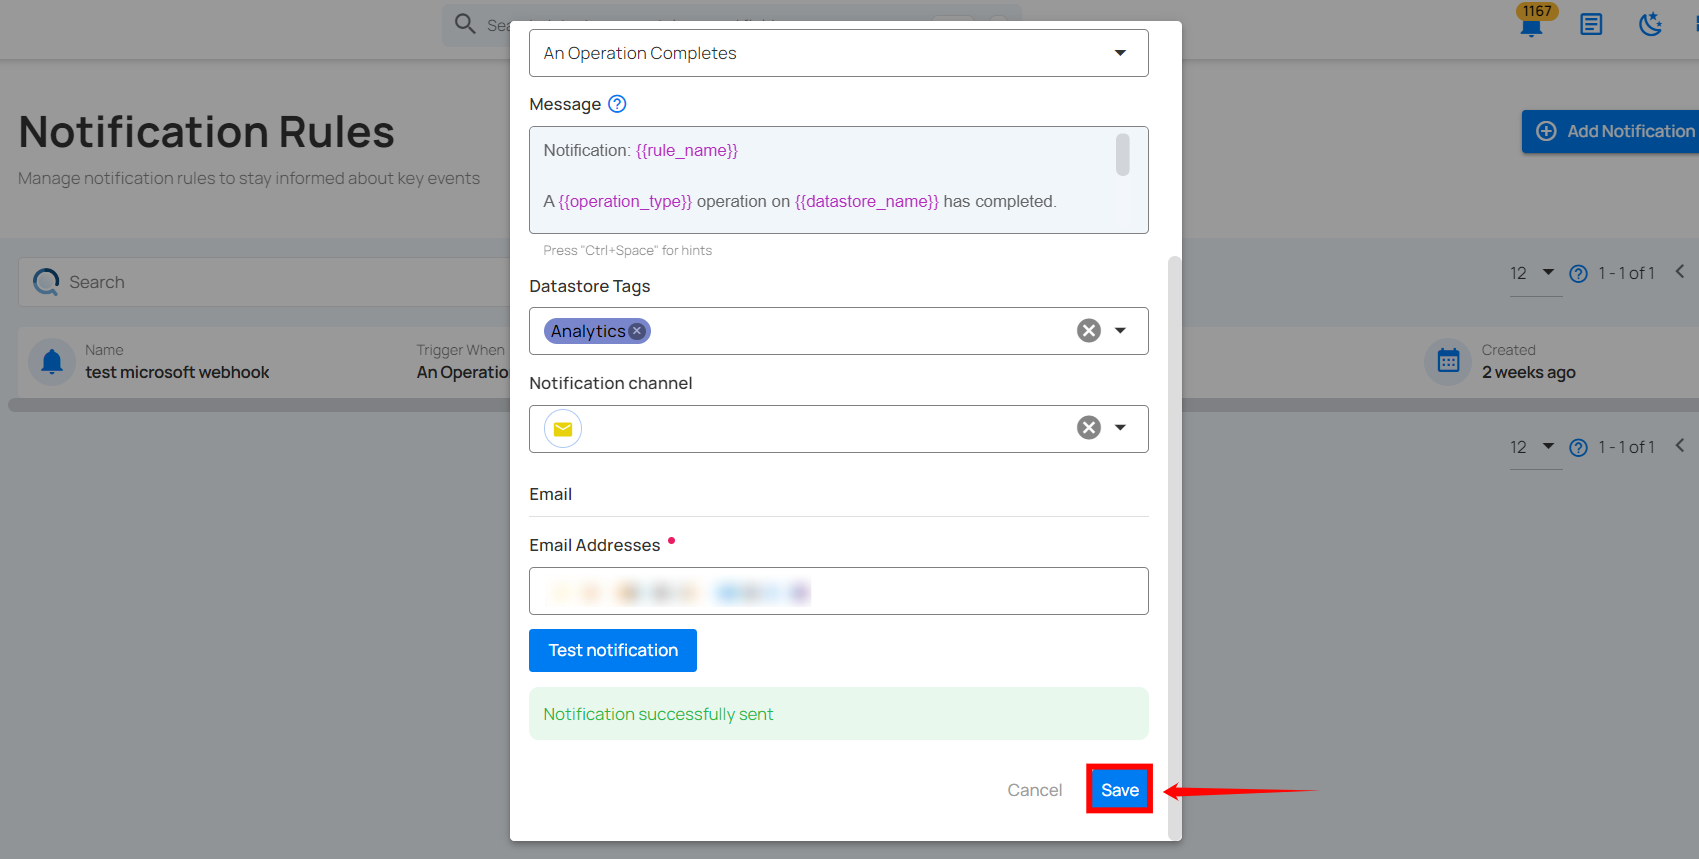 1167
An Operation Completes
Message
Notification: {{rule_name}}
A {{operation_type}} operation on {{datastore_name}} has completed.
Press "Ctrl+Space" for hints
Datastore Tags
Analytics
Notification channel
Email
Email Addresses
Test notification
Notification successfully sent
Cancel
Save
Notification Rules
Manage notification rules to stay informed about key events
Add Notification
Search
12
1 - 1 of 1
Name
test microsoft webhook
Trigger When
An Operatio
Created
2 weeks ago
12
1 - 1 of 1